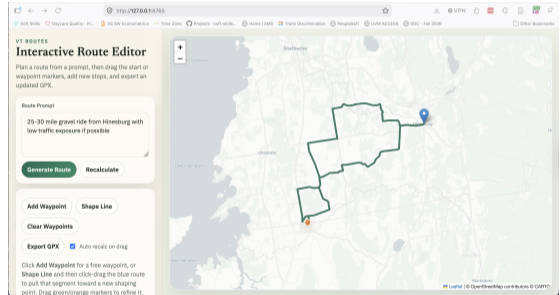 http://127.0.0.1:8765
VPN
Soft Skills
Daycare Quality - Pi...
Time Zone
Projects - soft-skills...
Home | SMS
Trans Discrimination
PeopleSoft
UVM ACCESS
SOC - Fall 2026
Other Bookmarks
VT ROUTES
Interactive Route Editor
Plan a route from a prompt, then drag the start or
waypoint markers, add new stops, and export an
updated GPX.
Route Prompt
25-30 mile gravel ride from Hinesburg with
low traffic exposure if possible
Generate Route
Recalculate
Add Waypoint
Shape Line
Clear Waypoints
Export GPX
Auto recalc on drag
Click Add Waypoint for a free waypoint, or
Shape Line and then click-drag the blue route
to pull that segment toward a new shaping
point. Drag green/orange markers to refine it.
+
−
Shelburne
Charlotte
Leaflet | © OpenStreetMap contributors © CARTO